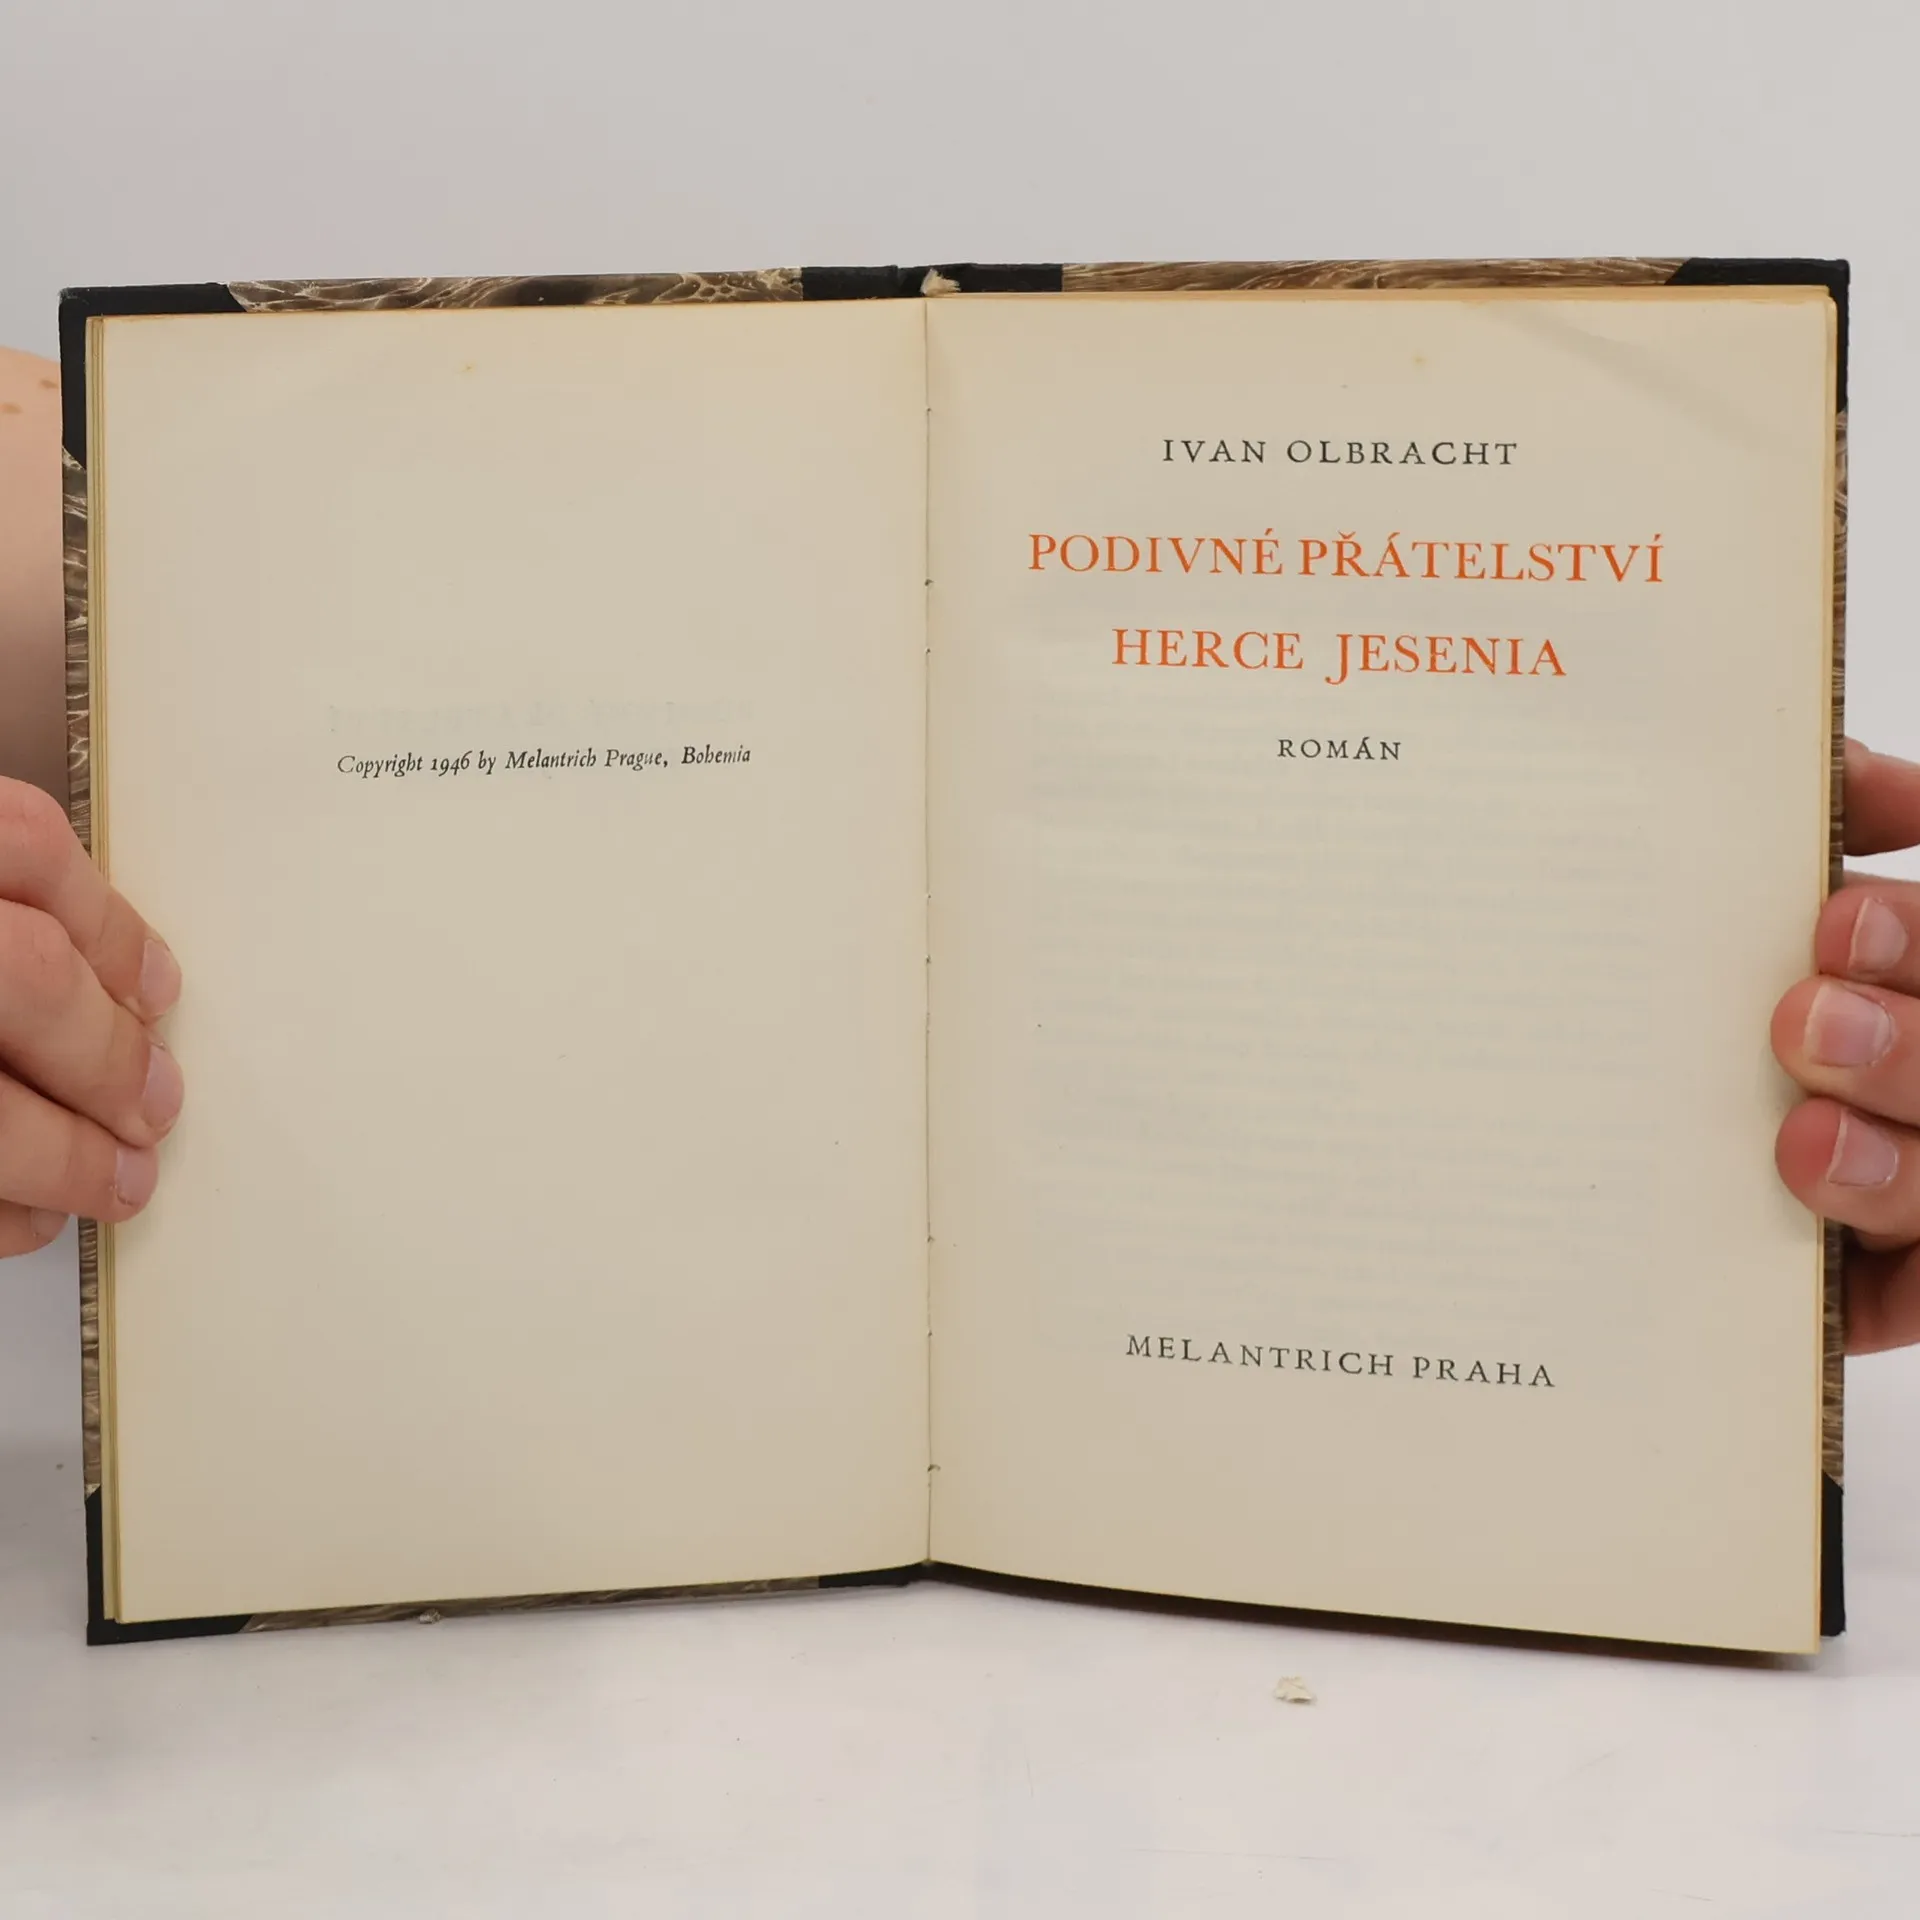 Copyright 1946 by Melantrich Prague, Bohemia
IVAN OLBRACHT
PODIVNÉ PŘÁTELSTVÍ
HERCE JESENIA
ROMÁN
MELANTRICH PRAHA